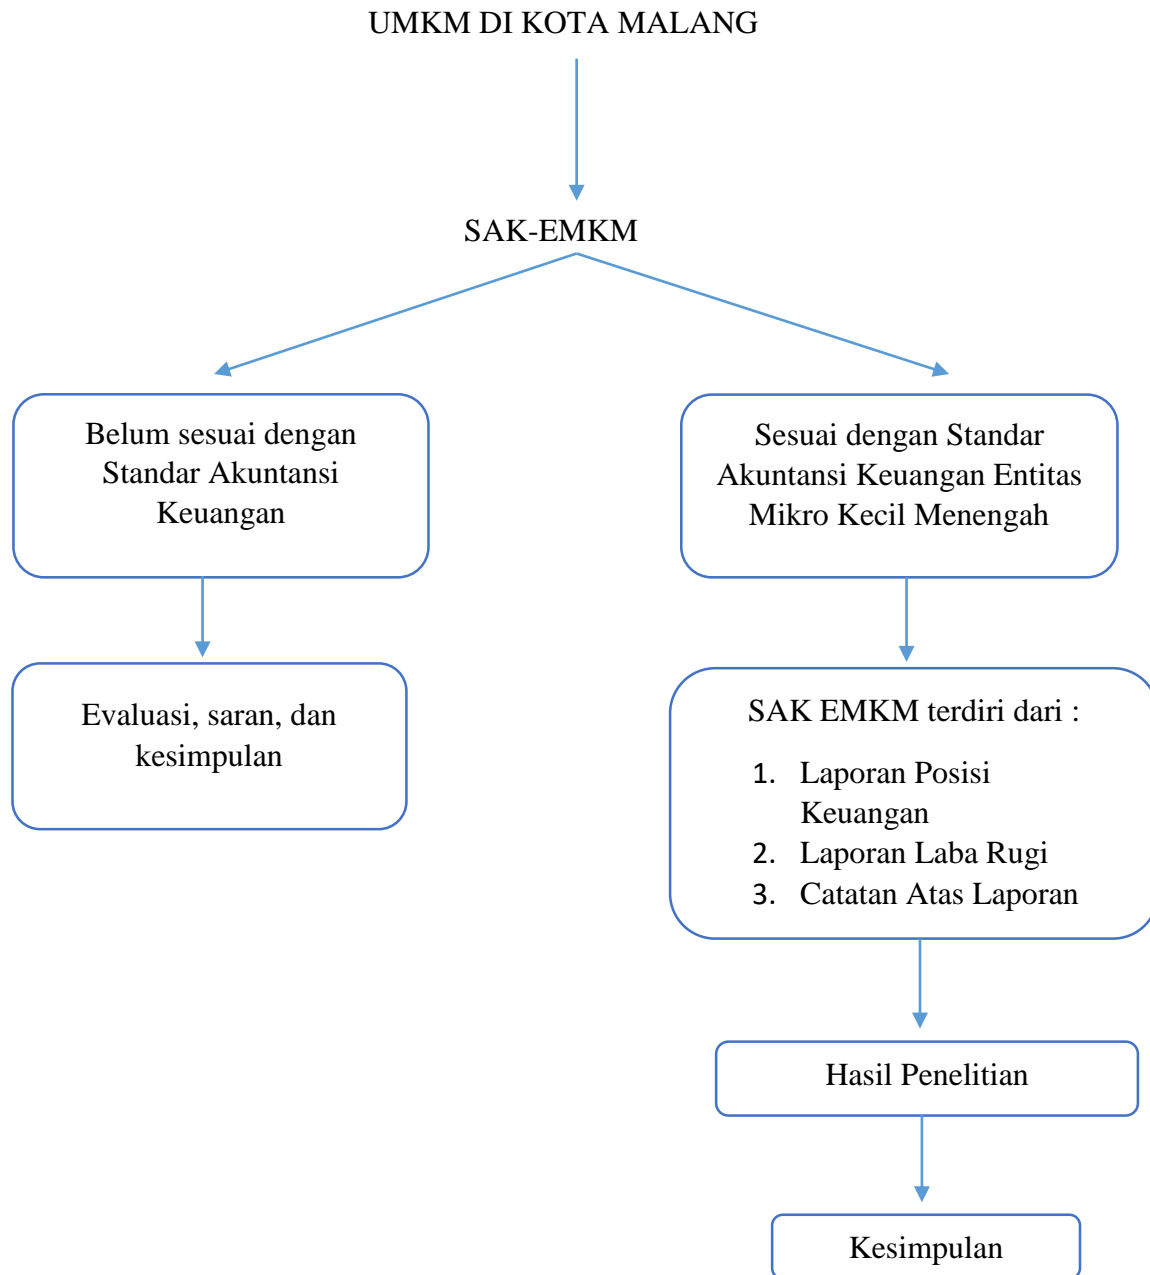 UMKM DI KOTA MALANG
SAK-EMKM
Belum sesuai dengan
Standar Akuntansi
Keuangan
Sesuai dengan Standar
Akuntansi Keuangan Entitas
Mikro Kecil Menengah
Evaluasi, saran, dan
kesimpulan
SAK EMKM terdiri dari :
1. Laporan Posisi
Keuangan
2. Laporan Laba Rugi
3. Catatan Atas Laporan
Hasil Penelitian
Kesimpulan